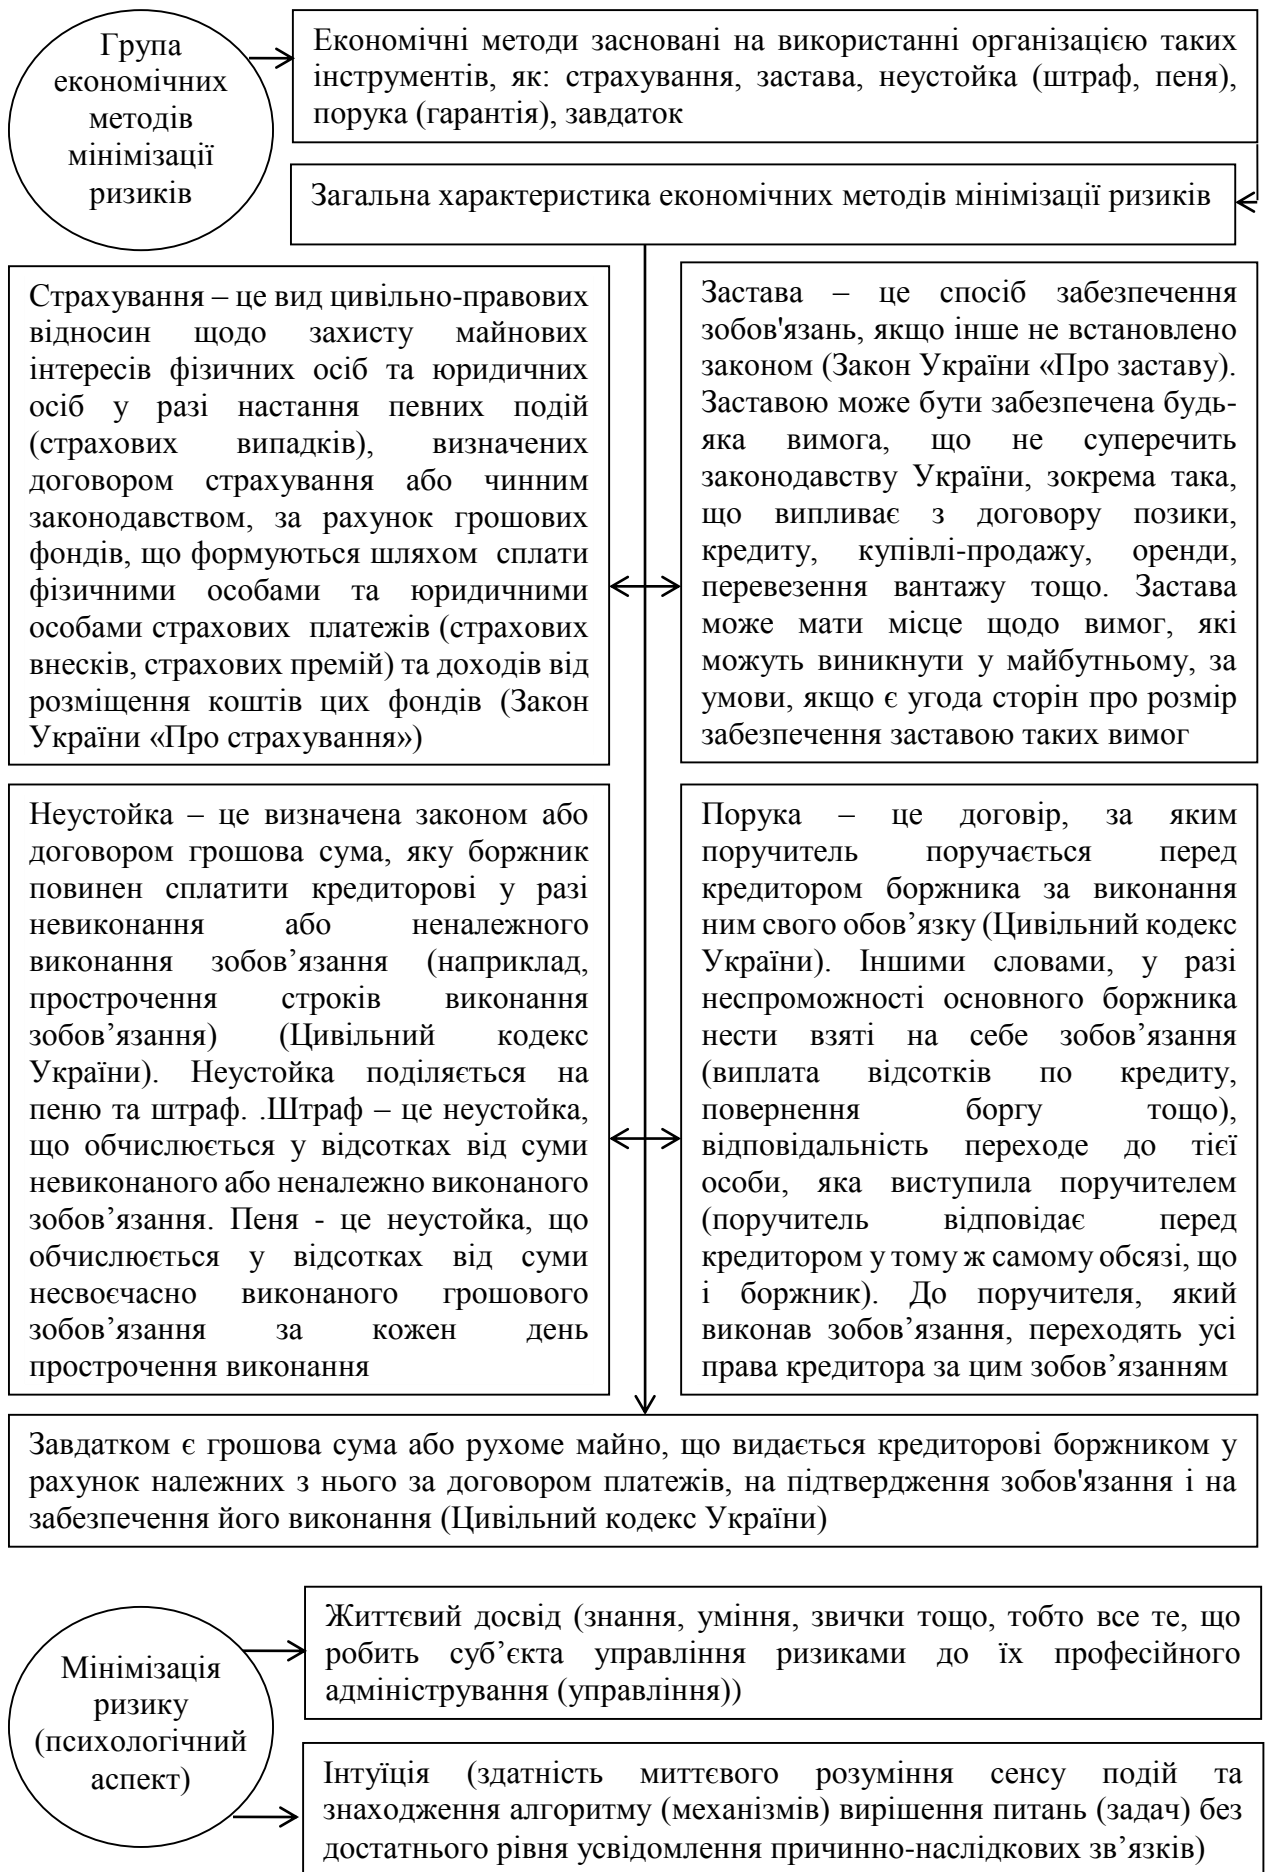 Група
економічних
методів
мінімізації
ризиків
Економічні методи засновані на використанні організацією таких
інструментів, як: страхування, застава, неустойка (штраф, пеня),
порука (гарантія), завдаток
Загальна характеристика економічних методів мінімізації ризиків
Страхування – це вид цивільно-правових
відносин щодо захисту майнових
інтересів фізичних осіб та юридичних
осіб у разі настання певних подій
(страхових випадків), визначених
договором страхування або чинним
законодавством, за рахунок грошових
фондів, що формуються шляхом сплати
фізичними особами та юридичними
особами страхових платежів (страхових
внесків, страхових премій) та доходів від
розміщення коштів цих фондів (Закон
України «Про страхування»)
Застава – це спосіб забезпечення
зобов'язань, якщо інше не встановлено
законом (Закон України «Про заставу).
Заставою може бути забезпечена будь-
яка вимога, що не суперечить
законодавству України, зокрема така,
що випливає з договору позики,
кредиту, купівлі-продажу, оренди,
перевезення вантажу тощо. Застава
може мати місце щодо вимог, які
можуть виникнути у майбутньому, за
умови, якщо є угода сторін про розмір
забезпечення заставою таких вимог
Неустойка – це визначена законом або
договором грошова сума, яку боржник
повинен сплатити кредиторові у разі
невиконання або неналежного
виконання зобов’язання (наприклад,
прострочення строків виконання
зобов’язання) (Цивільний кодекс
України). Неустойка поділяється на
пеню та штраф. .Штраф – це неустойка,
що обчислюється у відсотках від суми
невиконаного або неналежно виконаного
зобов’язання. Пеня - це неустойка, що
обчислюється у відсотках від суми
несвоєчасно виконаного грошового
зобов’язання за кожен день
прострочення виконання
Порука – це договір, за яким
поручитель поручається перед
кредитором боржника за виконання
ним свого обов’язку (Цивільний кодекс
України). Іншими словами, у разі
неспроможності основного боржника
нести взяті на себе зобов’язання
(виплата відсотків по кредиту,
повернення боргу тощо),
відповідальність переходе до тієї
особи, яка виступила поручителем
(поручитель відповідає перед
кредитором у тому ж самому обсязі, що
і боржник). До поручителя, який
виконав зобов’язання, переходять усі
права кредитора за цим зобов’язанням
Завдатком є грошова сума або рухоме майно, що видається кредиторові боржником у
рахунок належних з нього за договором платежів, на підтвердження зобов'язання і на
забезпечення його виконання (Цивільний кодекс України)
Мінімізація
ризику
(психологічний
аспект)
Життєвий досвід (знання, уміння, звички тощо, тобто все те, що
робить суб’єкта управління ризиками до їх професійного
адміністрування (управління))
Інтуїція (здатність миттєвого розуміння сенсу подій та
знаходження алгоритму (механізмів) вирішення питань (задач) без
достатнього рівня усвідомлення причинно-наслідкових зв’язків)